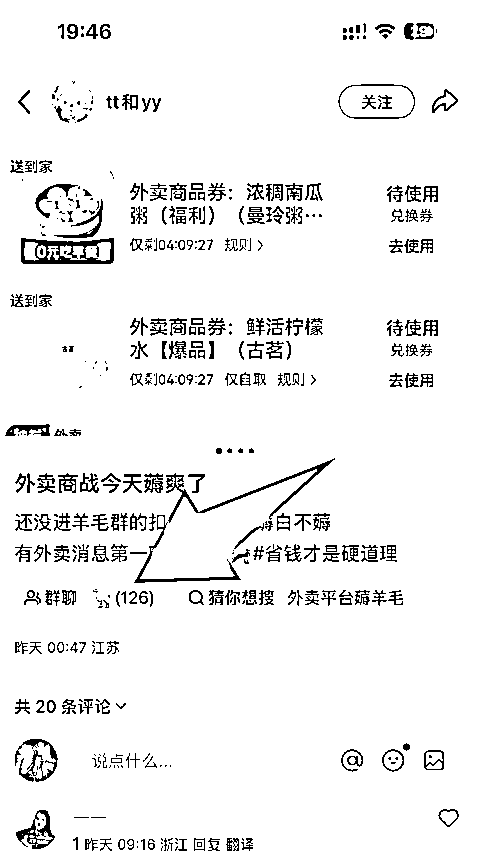 19:46
tt和yy
关注
送到家
外卖商品券：浓稠南瓜
粥（福利）（曼玲粥…
仅剩04:09:27 规则
待使用
兑换券
去使用
0元吃早餐
送到家
外卖商品券：鲜活柠檬
水【爆品】（古茗）
仅剩04:09:27 仅自取 规则
待使用
兑换券
去使用
外卖
外卖商战今天薅爽了
还没进羊毛群的扣 薅白不薅
有外卖消息第一 #省钱才是硬道理
群聊 (126) 猜你想搜 外卖平台薅羊毛
昨天 00:47 江苏
共 20 条评论
说点什么...
一一
1 昨天 09:16 浙江 回复 翻译